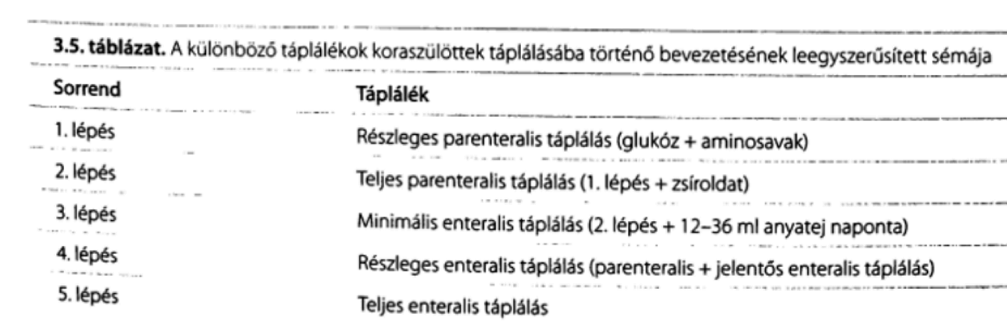 3.5. táblázat. A különböző táplálékok koraszülöttek táplálásába történő bevezetésének leegyszerűsített sémája
Sorrend Táplálék
1. lépés Részleges parenteralis táplálás (glukóz + aminosavak)
2. lépés Teljes parenteralis táplálás (1. lépés + zsíroldat)
3. lépés Minimális enteralis táplálás (2. lépés + 12–36 ml anyatej naponta)
4. lépés Részleges enteralis táplálás (parenteralis + jelentős enteralis táplálás)
5. lépés Teljes enteralis táplálás